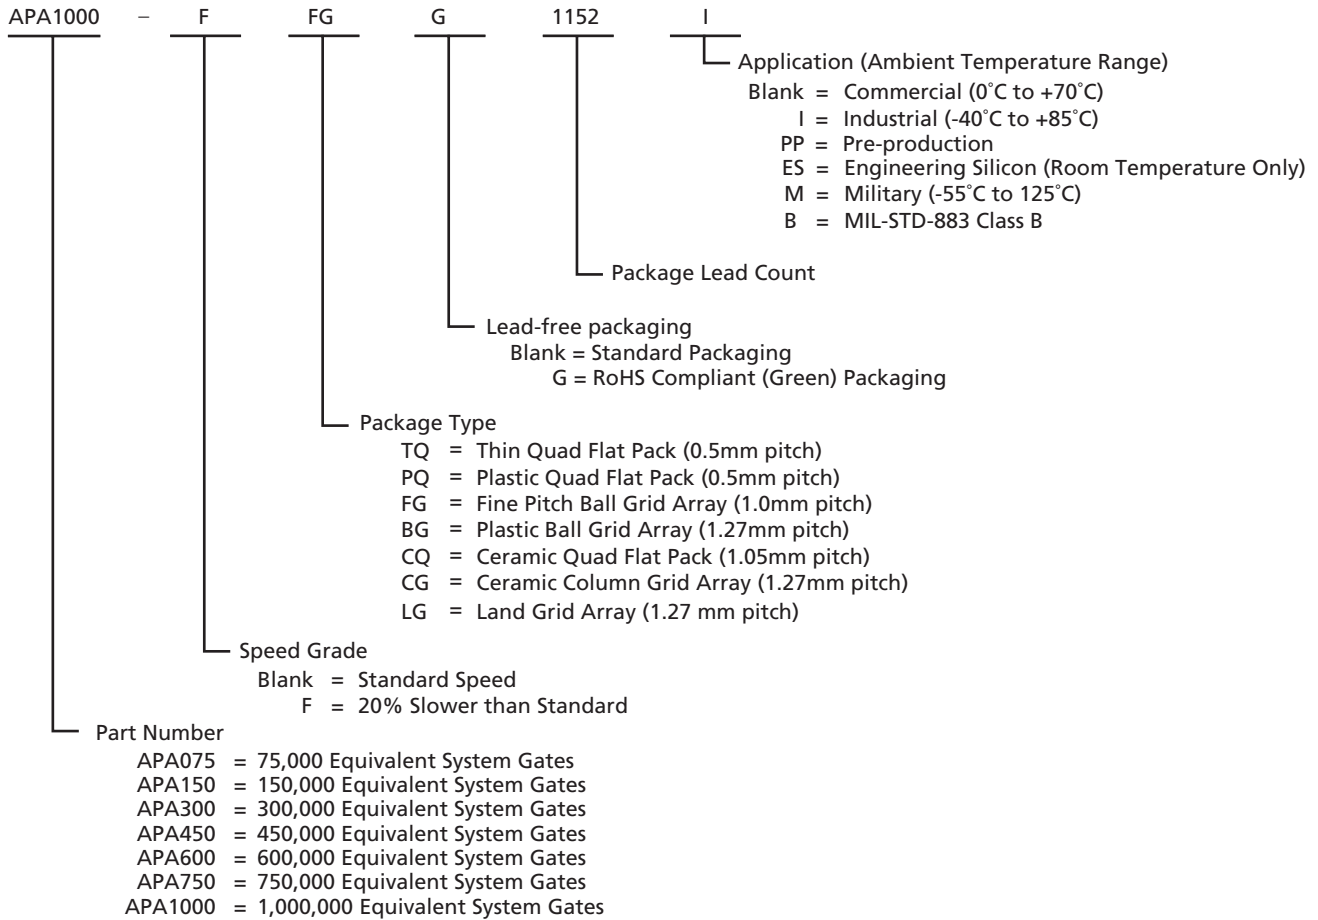 APA1000 – F FG G 1152 I
Application (Ambient Temperature Range)
Blank = Commercial (0˚C to +70˚C)
I = Industrial (-40˚C to +85˚C)
PP = Pre-production
ES = Engineering Silicon (Room Temperature Only)
M = Military (-55˚C to 125˚C)
B = MIL-STD-883 Class B
Package Lead Count
Lead-free packaging
Blank = Standard Packaging
G = RoHS Compliant (Green) Packaging
Package Type
TQ = Thin Quad Flat Pack (0.5mm pitch)
PQ = Plastic Quad Flat Pack (0.5mm pitch)
FG = Fine Pitch Ball Grid Array (1.0mm pitch)
BG = Plastic Ball Grid Array (1.27mm pitch)
CQ = Ceramic Quad Flat Pack (1.05mm pitch)
CG = Ceramic Column Grid Array (1.27mm pitch)
LG = Land Grid Array (1.27 mm pitch)
Speed Grade
Blank = Standard Speed
F = 20% Slower than Standard
Part Number
APA075 = 75,000 Equivalent System Gates
APA150 = 150,000 Equivalent System Gates
APA300 = 300,000 Equivalent System Gates
APA450 = 450,000 Equivalent System Gates
APA600 = 600,000 Equivalent System Gates
APA750 = 750,000 Equivalent System Gates
APA1000 = 1,000,000 Equivalent System Gates